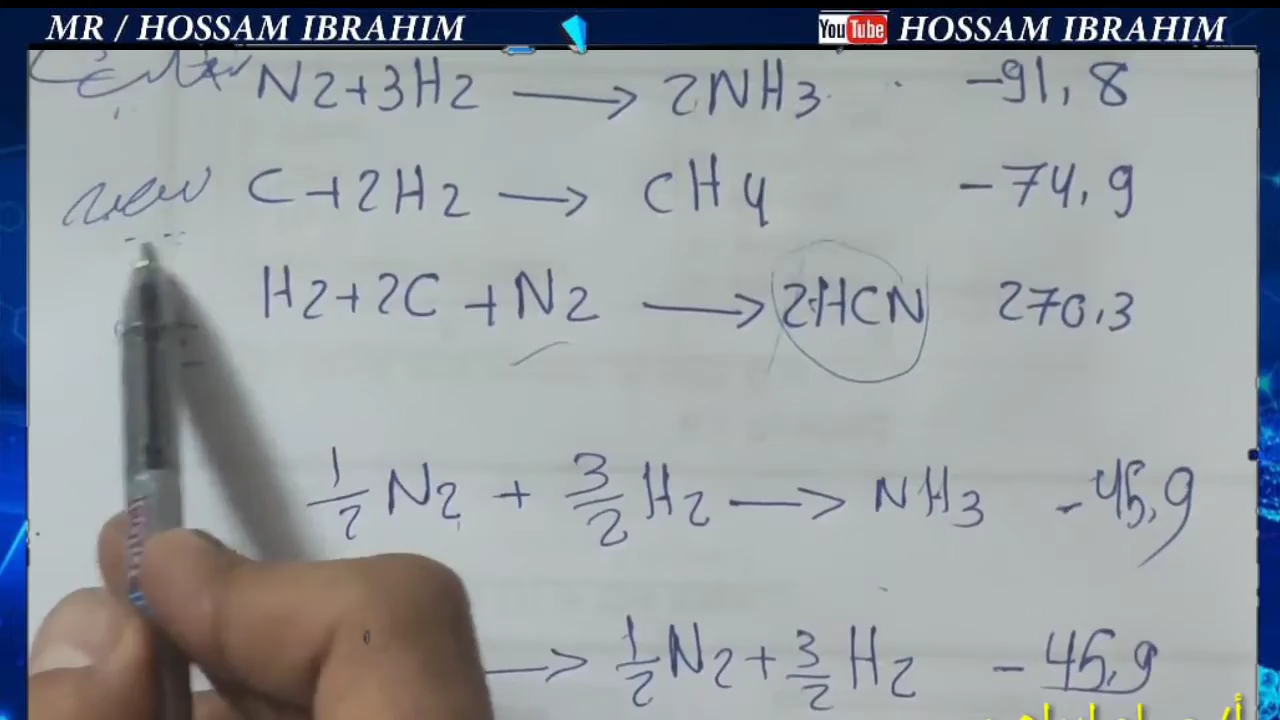 MR / HOSSAM IBRAHIM
YouTube HOSSAM IBRAHIM
N2+3H2 → 2NH3 -91,8
C+2H2 → CH4 -74,9
H2+2C+N2 → 2HCN 270,3
1/2 N2 + 3/2 H2 → NH3 -45,9
→ 1/2 N2+3/2 H2 -45,9